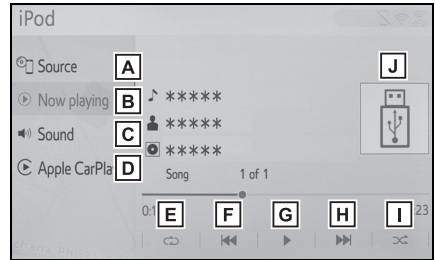 iPod
Source
A
J
Now playing
B
*****
Sound
C
*****
Apple CarPla
D
*****
Song 1 of 1
0:1
E
F
G
H
I
23